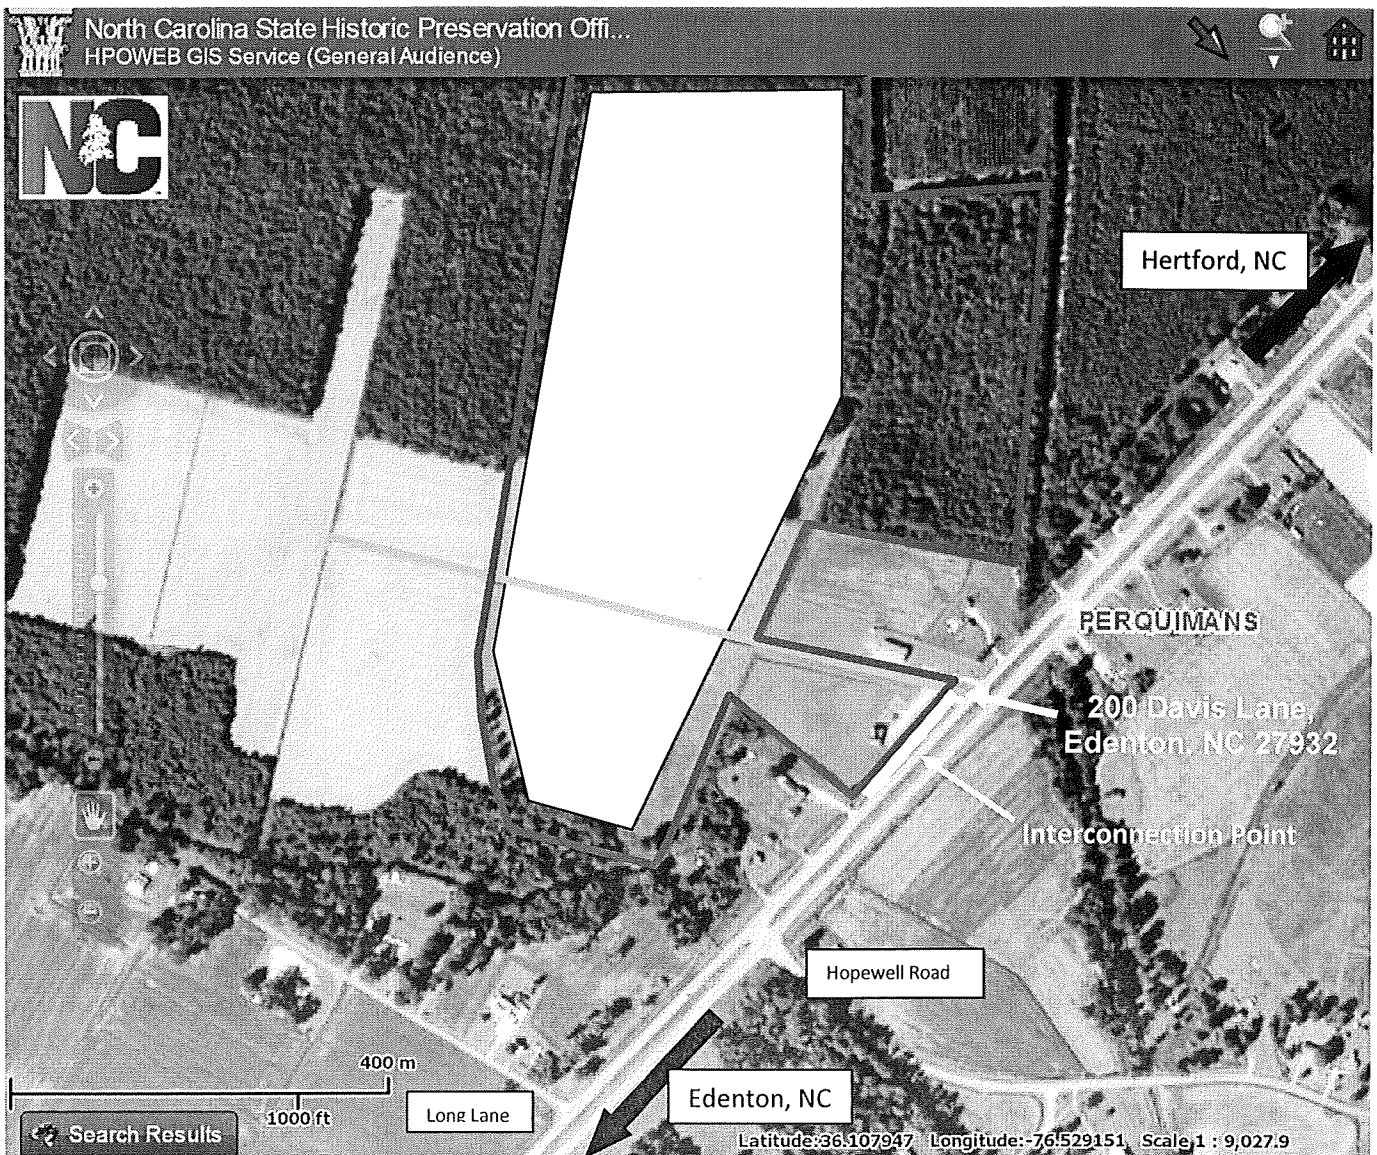 North Carolina State Historic Preservation Offi...
HPOWEB GIS Service (General Audience)
NC
Hertford, NC
PERQUIMANS
200 Davis Lane,
Edenton, NC 27932
Interconnection Point
Hopewell Road
400 m
1000 ft
Long Lane
Edenton, NC
Search Results
Latitude:36.107947 Longitude:-76.529151 Scale 1 : 9,027.9